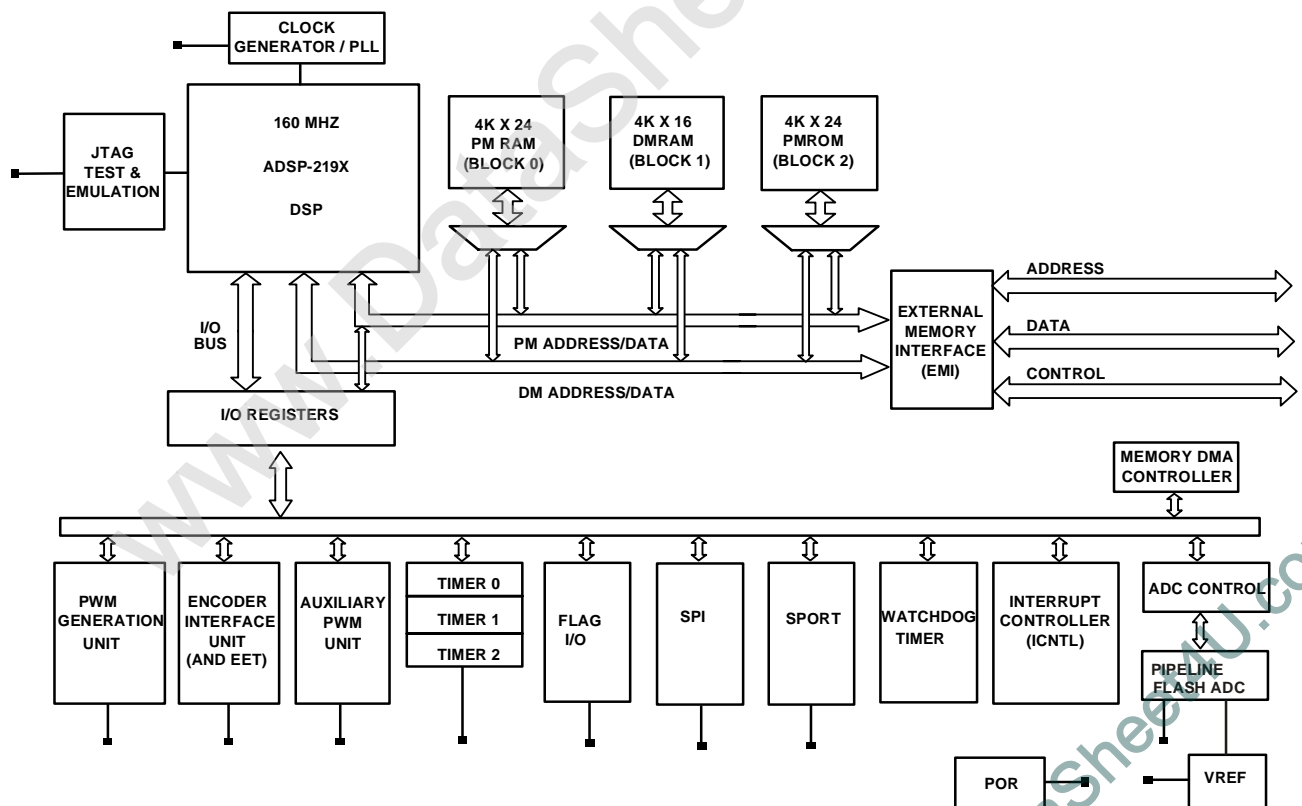 CLOCK
GENERATOR / PLL
160 MHZ
ADSP-219X
DSP
JTAG
TEST &
EMULATION
4K X 24
PM RAM
(BLOCK 0)
4K X 16
DMRAM
(BLOCK 1)
4K X 24
PMROM
(BLOCK 2)
I/O
BUS
PM ADDRESS/DATA
DM ADDRESS/DATA
EXTERNAL
MEMORY
INTERFACE
(EMI)
ADDRESS
DATA
CONTROL
I/O REGISTERS
MEMORY DMA
CONTROLLER
PWM
GENERATION
UNIT
ENCODER
INTERFACE
UNIT
(AND EET)
AUXILIARY
PWM
UNIT
TIMER 0
TIMER 1
TIMER 2
FLAG
I/O
SPI
SPORT
WATCHDOG
TIMER
INTERRUPT
CONTROLLER
(ICNTL)
ADC CONTROL
PIPELINE
FLASH ADC
POR
VREF
www.DataShe
aSheet4U.co